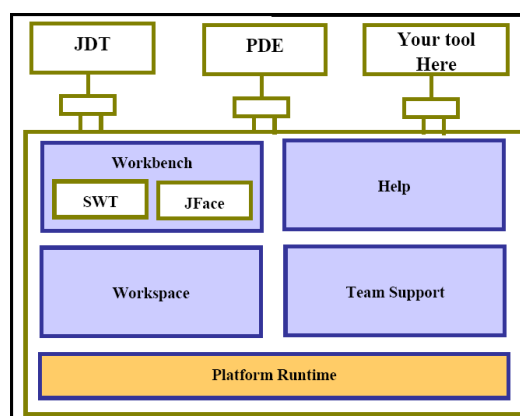 JDT
PDE
Your tool
Here
Workbench
SWT
JFace
Help
Workspace
Team Support
Platform Runtime